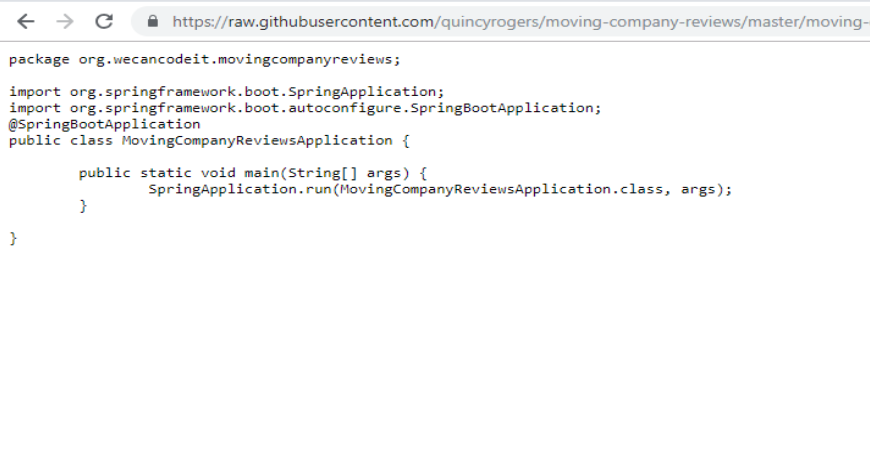 https://raw.githubusercontent.com/quincyrogers/moving-company-reviews/master/moving-
package org.wecancodeit.movingcompanyreviews;
import org.springframework.boot.SpringApplication;
import org.springframework.boot.autoconfigure.SpringBootApplication;
@SpringBootApplication
public class MovingCompanyReviewsApplication {
public static void main(String[] args) {
SpringApplication.run(MovingCompanyReviewsApplication.class, args);
}
}